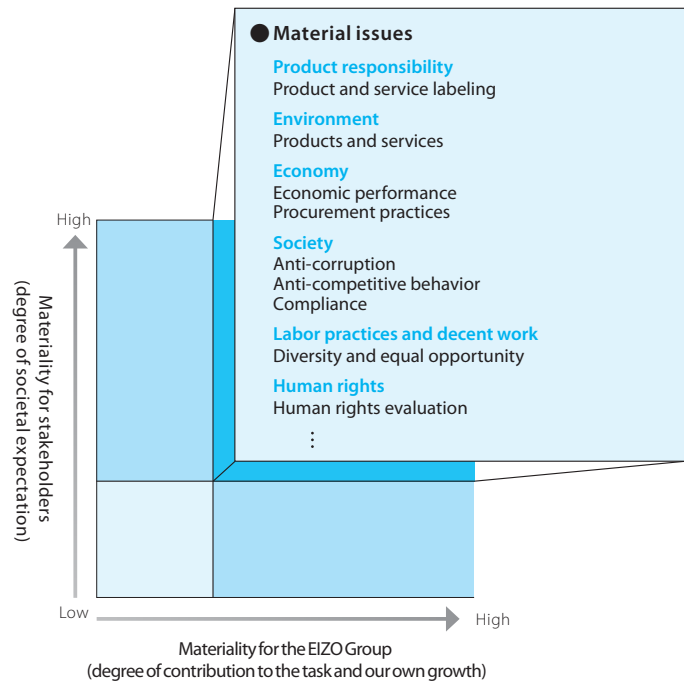 ● Material issues
Product responsibility
Product and service labeling
Environment
Products and services
Economy
Economic performance
Procurement practices
Society
Anti-corruption
Anti-competitive behavior
Compliance
Labor practices and decent work
Diversity and equal opportunity
Human rights
Human rights evaluation
⋮
High
Materiality for stakeholders
(degree of societal expectation)
Low
High
Materiality for the EIZO Group
(degree of contribution to the task and our own growth)